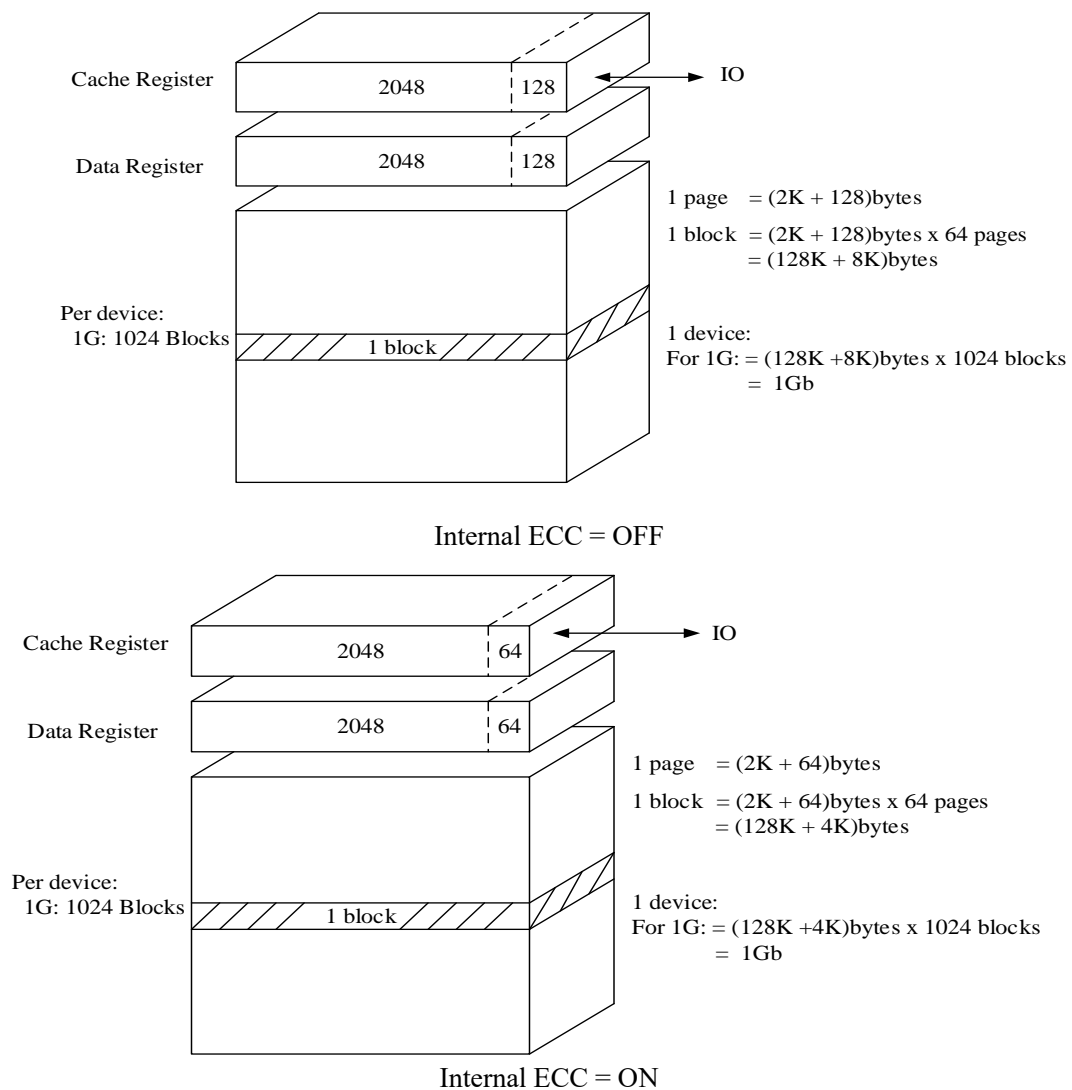 Cache Register
2048
128
IO
Data Register
2048
128
1 page = (2K + 128)bytes
1 block = (2K + 128)bytes x 64 pages
= (128K + 8K)bytes
Per device:
1G: 1024 Blocks
1 block
1 device:
For 1G: = (128K +8K)bytes x 1024 blocks
= 1Gb
Internal ECC = OFF
Cache Register
2048
64
IO
Data Register
2048
64
1 page = (2K + 64)bytes
1 block = (2K + 64)bytes x 64 pages
= (128K + 4K)bytes
Per device:
1G: 1024 Blocks
1 block
1 device:
For 1G: = (128K +4K)bytes x 1024 blocks
= 1Gb
Internal ECC = ON